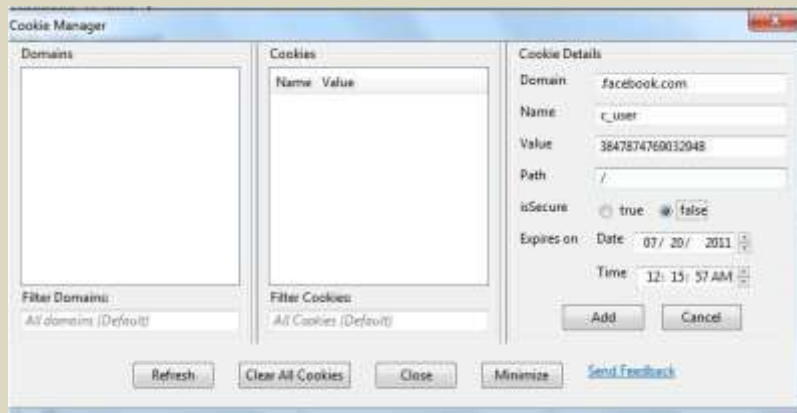 Cookie Manager
Domains
Filter Domains:
All domains (Default)
Cookies
Name Value
Filter Cookies:
All Cookies (Default)
Cookie Details
Domain .facebook.com
Name c_user
Value 3847874769032948
Path /
isSecure true false
Expires on Date 07/ 20/ 2011
Time 12: 15: 57 AM
Add Cancel
Refresh Clear All Cookies Close Minimize Send Feedback